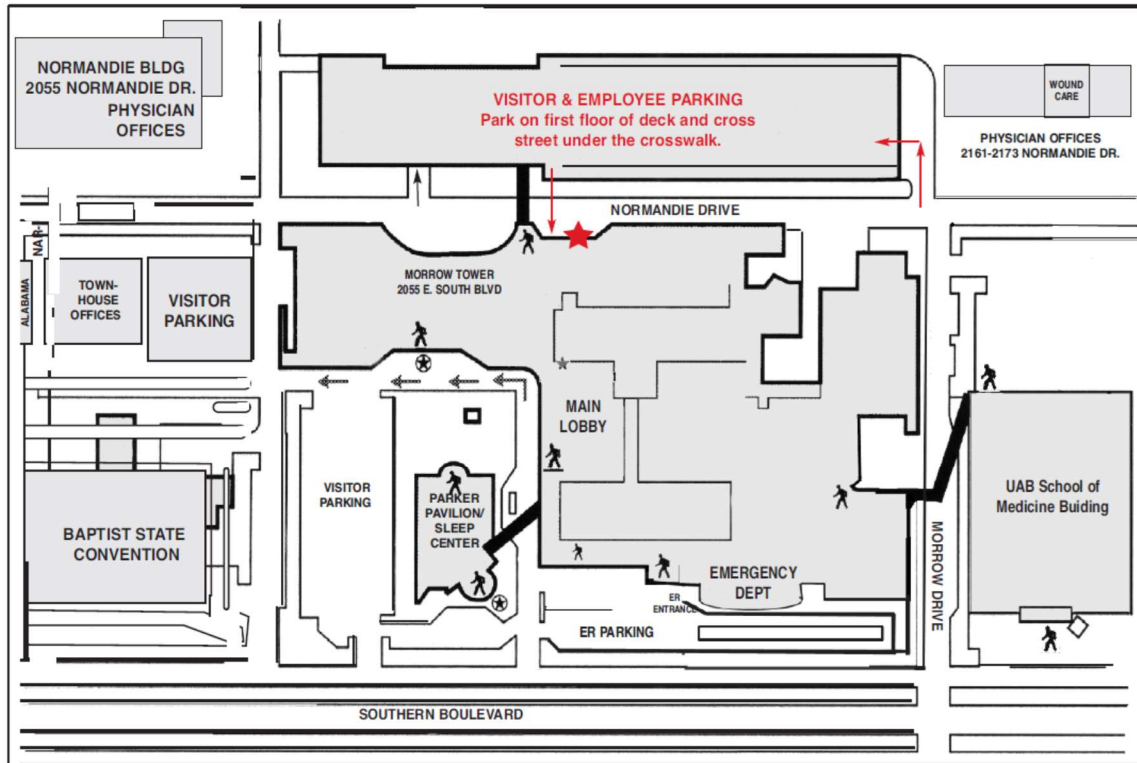 NORMANDIE BLDG
2055 NORMANDIE DR.
PHYSICIAN
OFFICES
VISITOR & EMPLOYEE PARKING
Park on first floor of deck and cross
street under the crosswalk.
WOUND
CARE
PHYSICIAN OFFICES
2161-2173 NORMANDIE DR.
NORMANDIE DRIVE
NAR-
ALABAMA
TOWN-
HOUSE
OFFICES
VISITOR
PARKING
MORROW TOWER
2055 E. SOUTH BLVD
MAIN
LOBBY
VISITOR
PARKING
PARKER
PAVILION/
SLEEP
CENTER
BAPTIST STATE
CONVENTION
UAB School of
Medicine Buiding
MORROW DRIVE
EMERGENCY
DEPT
ER
ENTRANCE
ER PARKING
SOUTHERN BOULEVARD